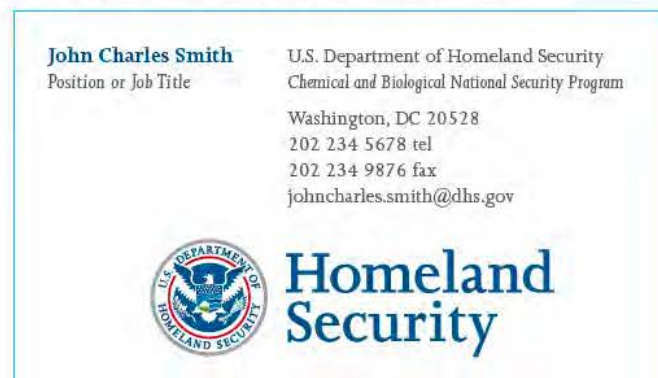 John Charles Smith
Position or Job Title
U.S. Department of Homeland Security
Chemical and Biological National Security Program
Washington, DC 20528
202 234 5678 tel
202 234 9876 fax
johncharles.smith@dhs.gov
U.S. DEPARTMENT OF HOMELAND SECURITY
Homeland
Security